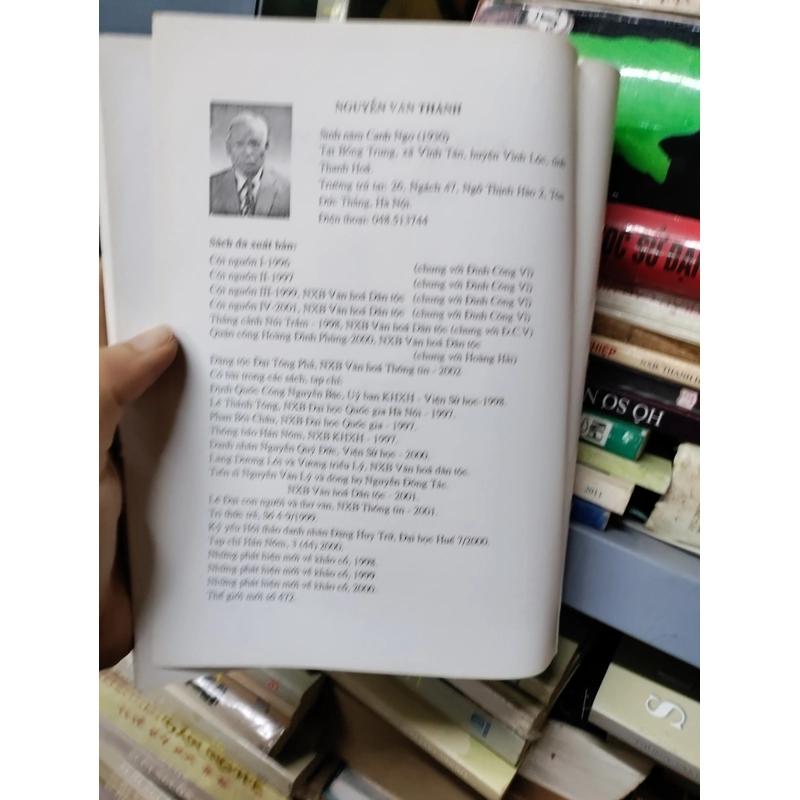 NGUYỄN VĂN THÀNH
Sinh năm Canh Ngọ (1930)
Tại Bồng Trung, xã Vĩnh Tân, huyện Vĩnh Lộc, tỉnh
Thanh Hoá.
Thường trú tại: 26, Ngách 47, Ngõ Thịnh Hào 2, Tôn
Đức Thắng, Hà Nội.
Điện thoại: 048.513744
Sách đã xuất bản:
Cội nguồn I-1996 (chung với Đinh Công Vĩ)
Cội nguồn II-1997 (chung với Đinh Công Vĩ)
Cội nguồn III-1999, NXB Văn hoá Dân tộc (chung với Đinh Công Vĩ)
Cội nguồn IV-2001, NXB Văn hoá Dân tộc (chung với Đinh Công Vĩ)
Thắng cảnh Núi Trầm - 1998, NXB Văn hoá Dân tộc (chung với Đ.C.V)
Quận công Hoàng Đình Phùng-2000, NXB Văn hoá Dân tộc
(chung với Hoàng Hải)
Đặng tộc Đại Tông Phả, NXB Văn hoá Thông tin - 2002
Có bài trong các sách, tạp chí:
Định Quốc Công Nguyễn Bặc, Uỷ ban KHXH - Viện Sử học-1998.
Lê Thánh Tông, NXB Đại học Quốc gia Hà Nội - 1997.
Phan Bội Châu, NXB Đại học Quốc gia - 1997.
Thông báo Hán Nôm, NXB KHXH - 1997.
Danh nhân Nguyễn Quý Đức, Viện Sử học - 2000.
Làng Dương Lôi và Vương triều Lý, NXB Văn hoá dân tộc.
Tiến sĩ Nguyễn Văn Lý và dòng họ Nguyễn Đông Tác.
NXB Văn hoá Dân tộc - 2001.
Lê Đạt con người và thơ văn, NXB Thông tin - 2001.
Tri thức trẻ, Số 4-9/1999.
Kỷ yếu Hội thảo danh nhân Đặng Huy Trứ, Đại học Huế 7/2000.
Tạp chí Hán Nôm, 3 (44) 2000.
Những phát hiện mới về khảo cổ, 1998.
Những phát hiện mới về khảo cổ, 1999
Những phát hiện mới về khảo cổ, 2000
Thế giới mới số 472.
ỌC SỬ ĐẠI
NGHIỆP
NXB THANH
HỌ SƠN
2011
S